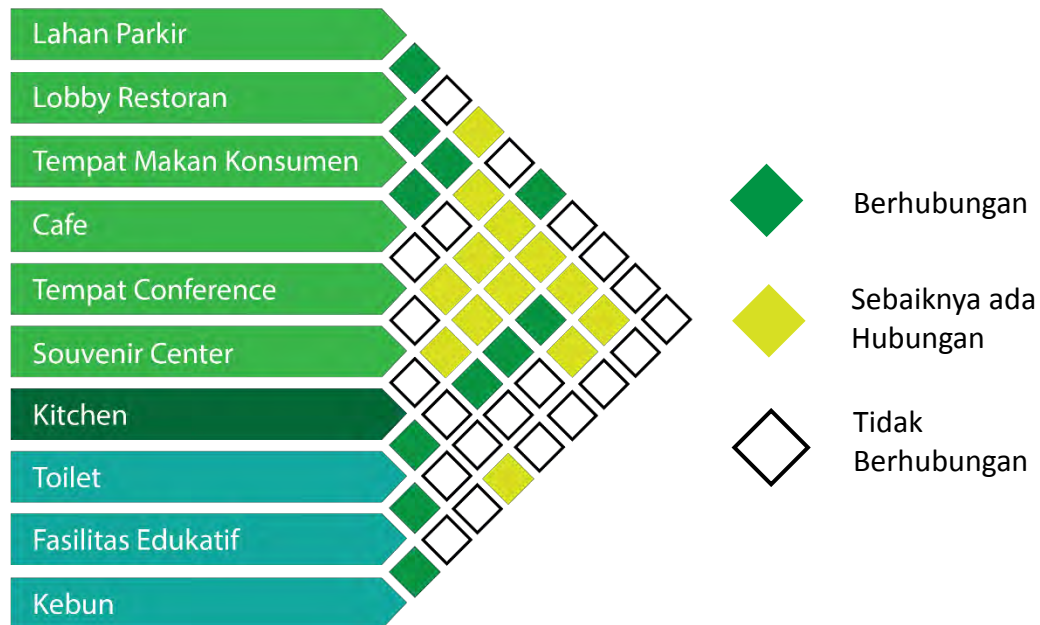 Lahan Parkir
Lobby Restoran
Tempat Makan Konsumen
Cafe
Tempat Conference
Souvenir Center
Kitchen
Toilet
Fasilitas Edukatif
Kebun
Berhubungan
Sebaiknya ada
Hubungan
Tidak
Berhubungan